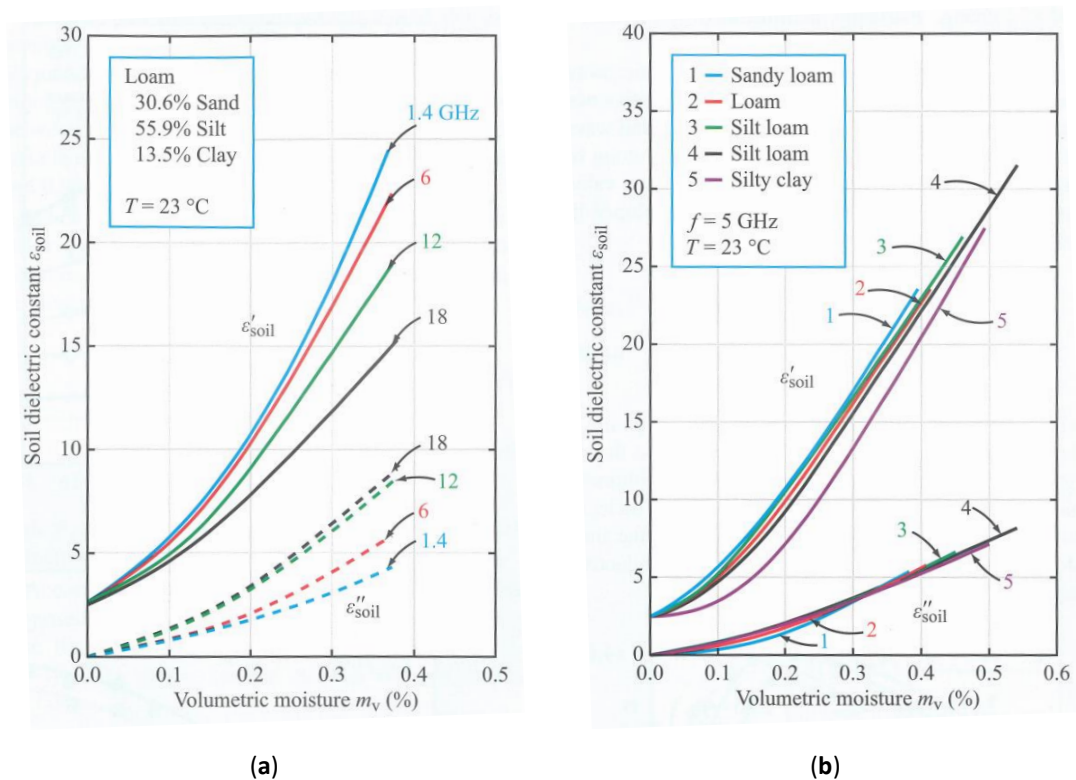 30
25
20
15
10
5
0
0.0
0.1
0.2
0.3
0.4
0.5
Soil dielectric constant εsoil
Volumetric moisture mv (%)
Loam
30.6% Sand
55.9% Silt
13.5% Clay
T = 23 °C
1.4 GHz
6
12
18
ε′soil
18
12
6
1.4
ε″soil
(a)
40
35
30
25
20
15
10
5
0
0.0
0.1
0.2
0.3
0.4
0.5
0.6
Soil dielectric constant εsoil
Volumetric moisture mv (%)
1 Sandy loam
2 Loam
3 Silt loam
4 Silt loam
5 Silty clay
f = 5 GHz
T = 23 °C
4
3
2
1
5
ε′soil
4
3
5
ε″soil
2
1
(b)